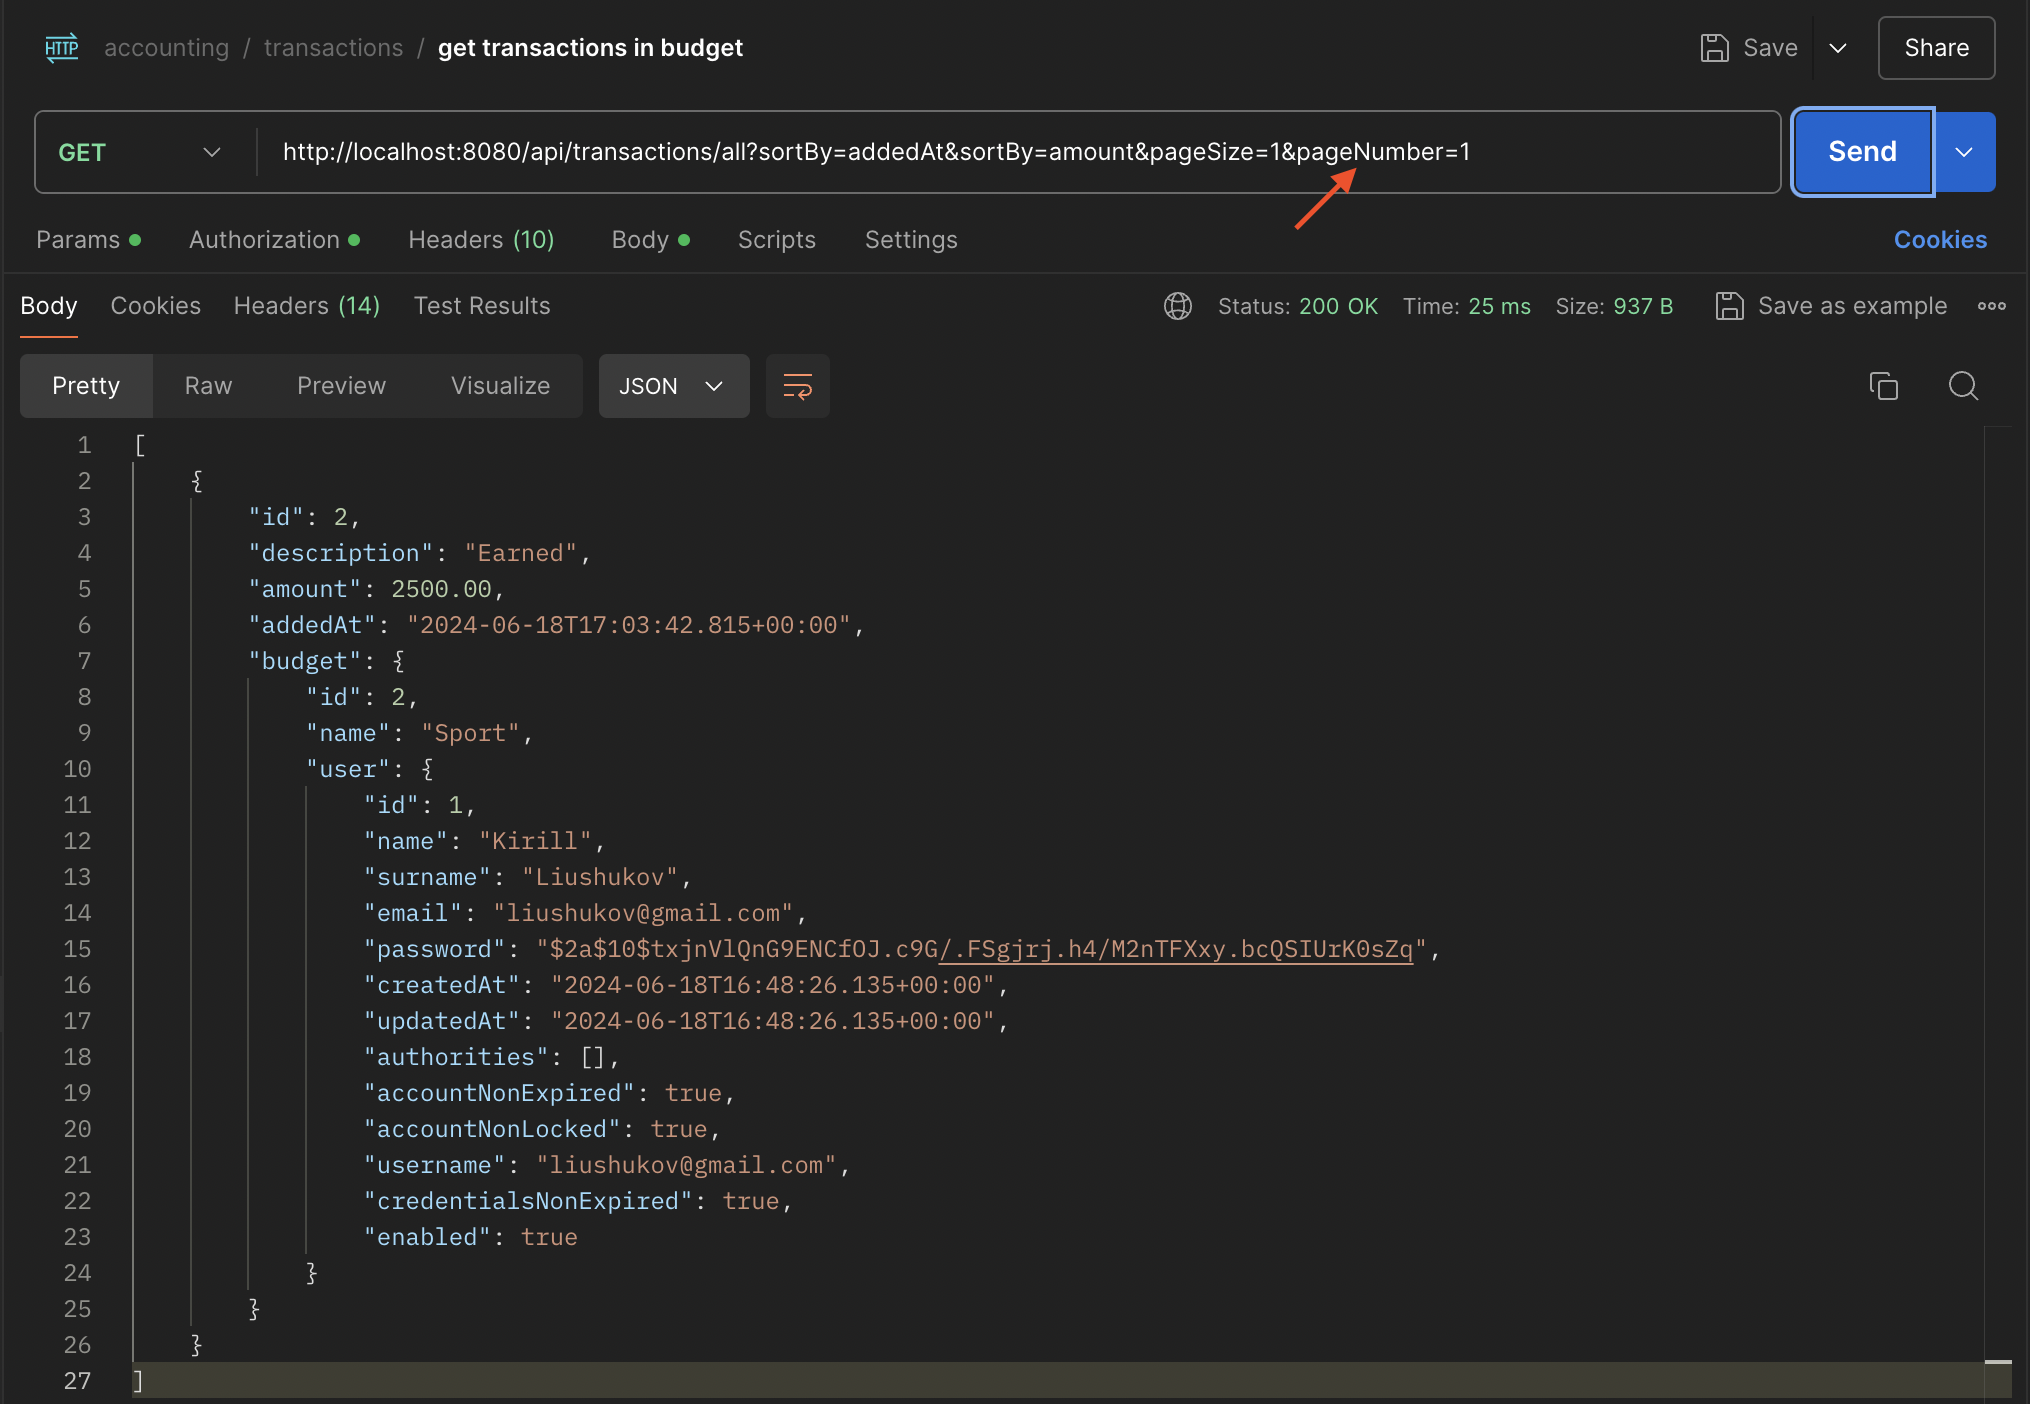 HTTP accounting / transactions / get transactions in budget Save Share
GET http://localhost:8080/api/transactions/all?sortBy=addedAt&sortBy=amount&pageSize=1&pageNumber=1 Send
Params Authorization Headers (10) Body Scripts Settings Cookies
Body Cookies Headers (14) Test Results Status: 200 OK Time: 25 ms Size: 937 B Save as example
Pretty Raw Preview Visualize JSON
1 [
2 {
3 "id": 2,
4 "description": "Earned",
5 "amount": 2500.00,
6 "addedAt": "2024-06-18T17:03:42.815+00:00",
7 "budget": {
8 "id": 2,
9 "name": "Sport",
10 "user": {
11 "id": 1,
12 "name": "Kirill",
13 "surname": "Liushukov",
14 "email": "liushukov@gmail.com",
15 "password": "$2a$10$txjnVlQnG9ENCfOJ.c9G/.FSgjrj.h4/M2nTFXxy.bcQSIUrK0sZq",
16 "createdAt": "2024-06-18T16:48:26.135+00:00",
17 "updatedAt": "2024-06-18T16:48:26.135+00:00",
18 "authorities": [],
19 "accountNonExpired": true,
20 "accountNonLocked": true,
21 "username": "liushukov@gmail.com",
22 "credentialsNonExpired": true,
23 "enabled": true
24 }
25 }
26 }
27 ]